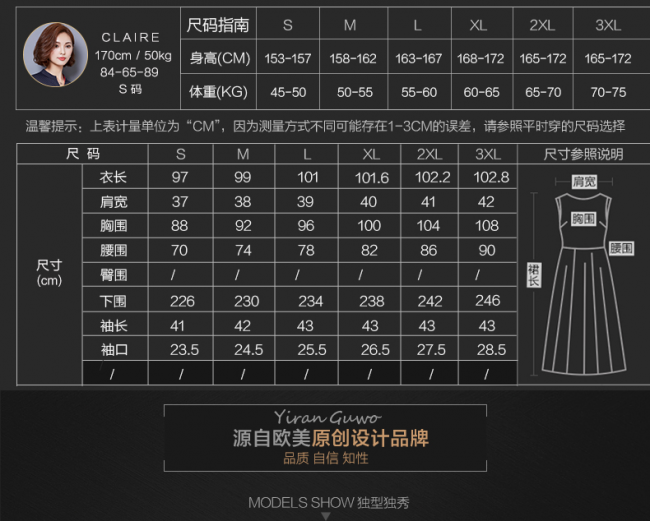 CLAIRE
170cm / 50kg
84-65-89
S 码
尺码指南 S M L XL 2XL 3XL
身高(CM) 153-157 158-162 163-167 168-172 165-172 165-172
体重(KG) 45-50 50-55 55-60 60-65 65-70 70-75
温馨提示：上表计量单位为“CM”，因为测量方式不同可能存在1-3CM的误差，请参照平时穿的尺码选择
尺 码 S M L XL 2XL 3XL 尺寸参照说明
尺寸
(cm)
衣长 97 99 101 101.6 102.2 102.8
肩宽 37 38 39 40 41 42
胸围 88 92 96 100 104 108
腰围 70 74 78 82 86 90
臀围 / / / / / /
下围 226 230 234 238 242 246
袖长 41 42 43 43 43 43
袖口 23.5 24.5 25.5 26.5 27.5 28.5
/ / / / / / /
肩宽
胸围
腰围
裙长
Yiran Guwo
源自欧美原创设计品牌
品质 自信 知性
MODELS SHOW 独型独秀